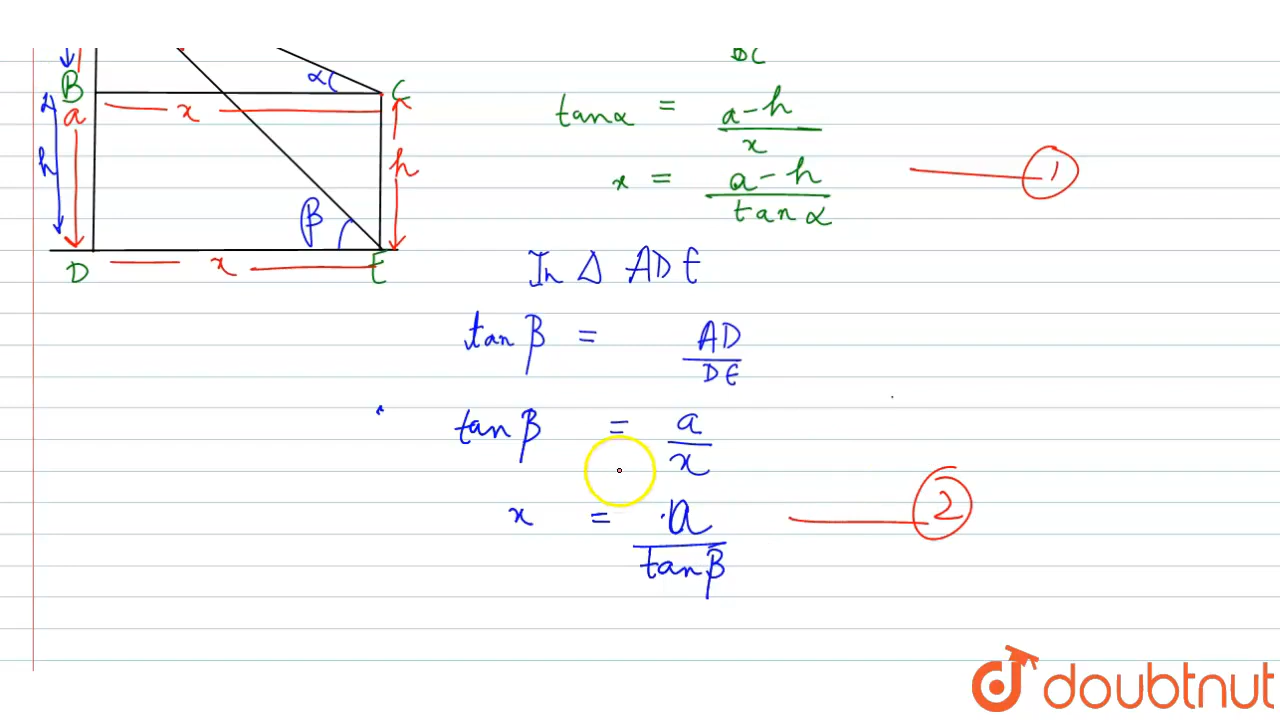 DC
α
B
C
a
x
tanα = a-h / x
h
h
x = a-h / tanα
1
β
D
x
E
In Δ ADE
tanβ = AD / DE
tanβ = a / x
x = a / tanβ
2
doubtnut